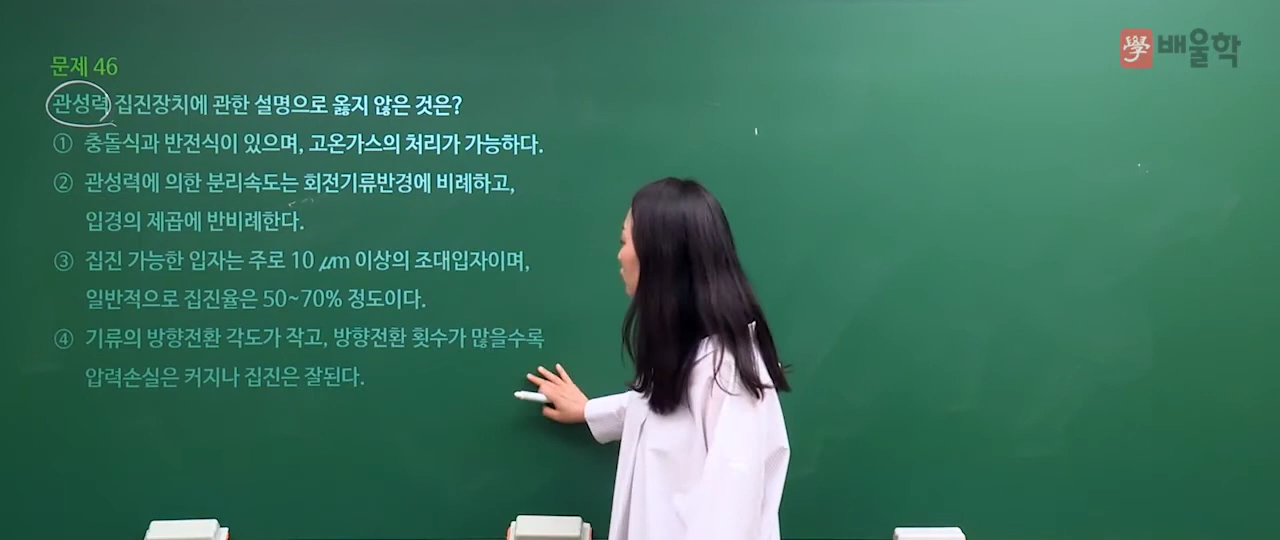 學 배울학
문제 46
관성력 집진장치에 관한 설명으로 옳지 않은 것은?
① 충돌식과 반전식이 있으며, 고온가스의 처리가 가능하다.
② 관성력에 의한 분리속도는 회전기류반경에 비례하고,
입경의 제곱에 반비례한다.
③ 집진 가능한 입자는 주로 10 ㎛ 이상의 조대입자이며,
일반적으로 집진율은 50~70% 정도이다.
④ 기류의 방향전환 각도가 작고, 방향전환 횟수가 많을수록
압력손실은 커지나 집진은 잘된다.